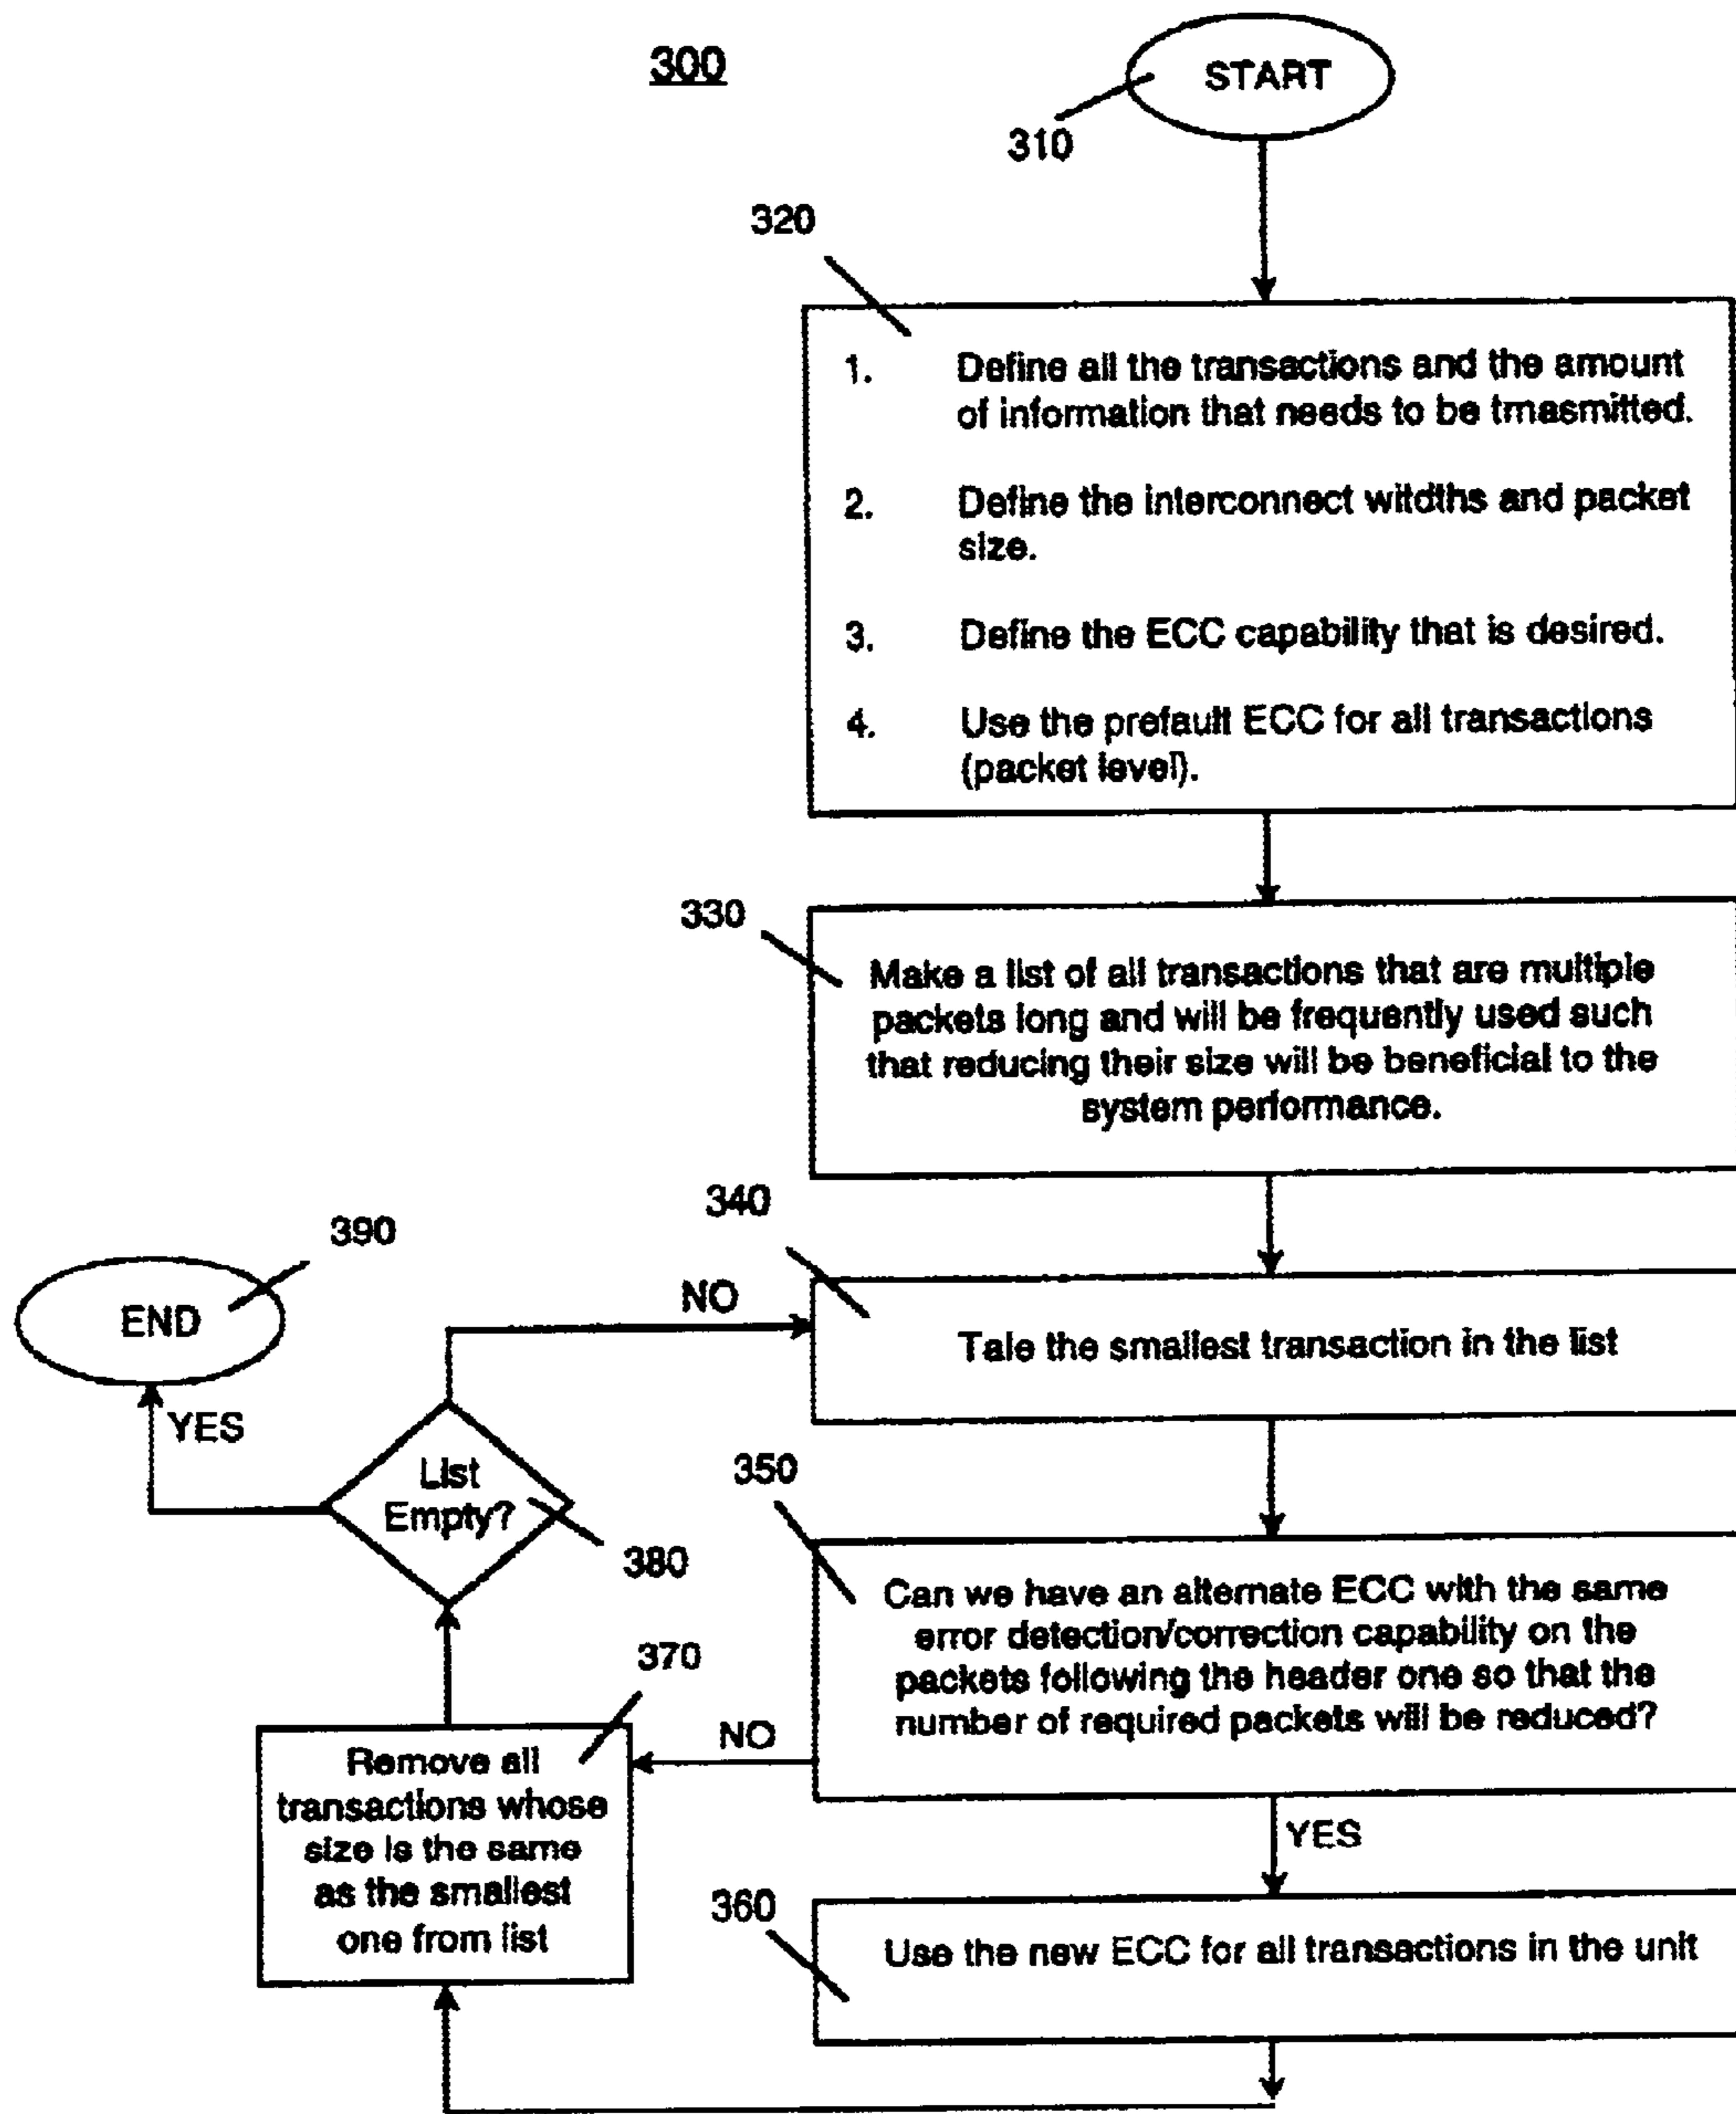 300
START
310
320
1. Define all the transactions and the amount
of information that needs to be tmasmitted.
2. Define the interconnect witdths and packet
size.
3. Define the ECC capability that is desired.
4. Use the prefault ECC for all transactions
(packet level).
330
Make a list of all transactions that are multiple
packets long and will be frequently used such
that reducing their size will be beneficial to the
system performance.
340
390
END
NO
Tale the smallest transaction in the list
YES
List
Empty?
380
350
Can we have an alternate ECC with the same
error detection/correction capability on the
packets following the header one so that the
number of required packets will be reduced?
370
NO
Remove all
transactions whose
size is the same
as the smallest
one from list
YES
360
Use the new ECC for all transactions in the unit